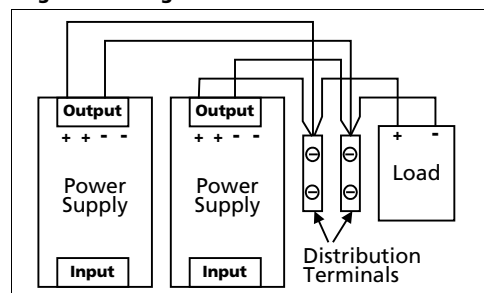 Output
+ + - -
Power
Supply
Input
Output
+ + - -
Power
Supply
Input
+ -
Load
Distribution
Terminals